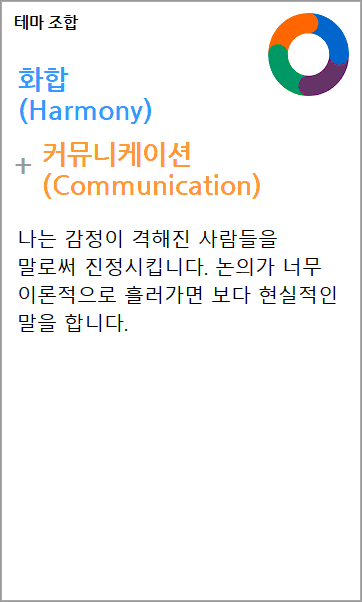 테마 조합
화합
(Harmony)
+ 커뮤니케이션
(Communication)
나는 감정이 격해진 사람들을
말로써 진정시킵니다. 논의가 너무
이론적으로 흘러가면 보다 현실적인
말을 합니다.